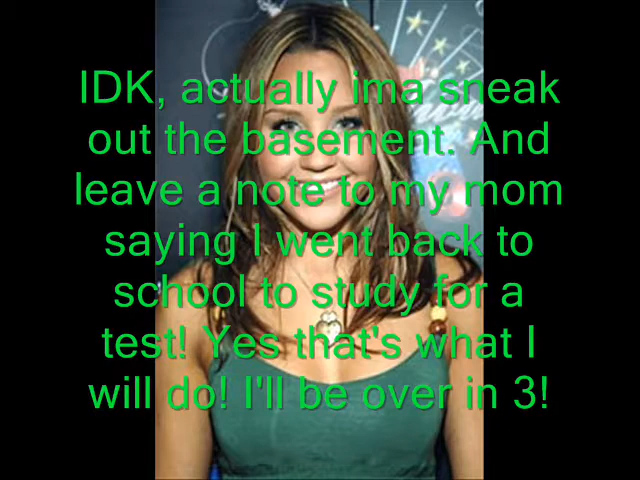 IDK, actually ima sneak
out the basement. And
leave a note to my mom
saying I went back to
school to study for a
test! Yes that's what I
will do! I'll be over in 3!